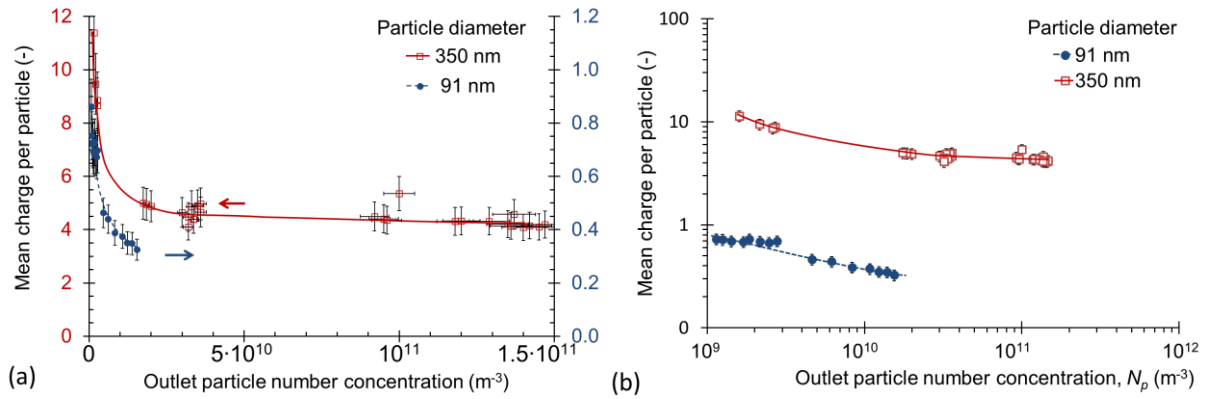 Mean charge per particle (-)
12
10
8
6
4
2
0
1.2
1.0
0.8
0.6
0.4
0.2
0.0
Particle diameter
350 nm
91 nm
0
5·10¹⁰
10¹¹
1.5·10¹¹
Outlet particle number concentration (m⁻³)
(a)
Mean charge per particle (-)
100
10
1
0
Particle diameter
91 nm
350 nm
10⁹
10¹⁰
10¹¹
10¹²
Outlet particle number concentration, Nₚ (m⁻³)
(b)